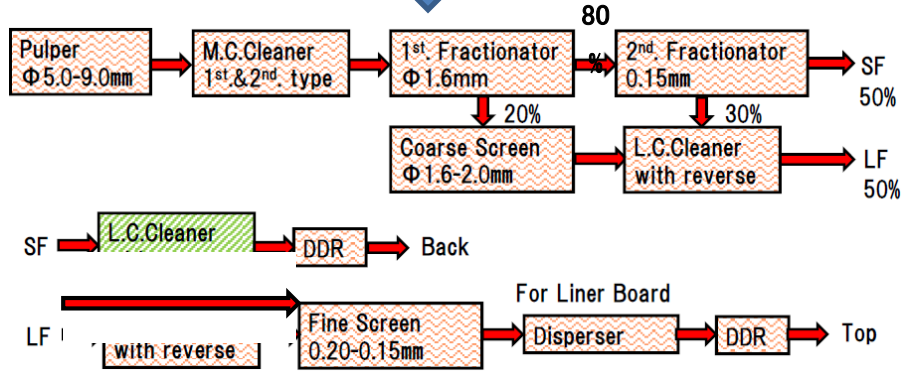 80
%
Pulper
Φ5.0-9.0mm
M.C.Cleaner
1st.&2nd. type
1st. Fractionator
Φ1.6mm
2nd. Fractionator
0.15mm
SF
50%
20%
30%
Coarse Screen
Φ1.6-2.0mm
L.C.Cleaner
with reverse
LF
50%
SF
L.C.Cleaner
DDR
Back
For Liner Board
LF
with reverse
Fine Screen
0.20-0.15mm
Disperser
DDR
Top